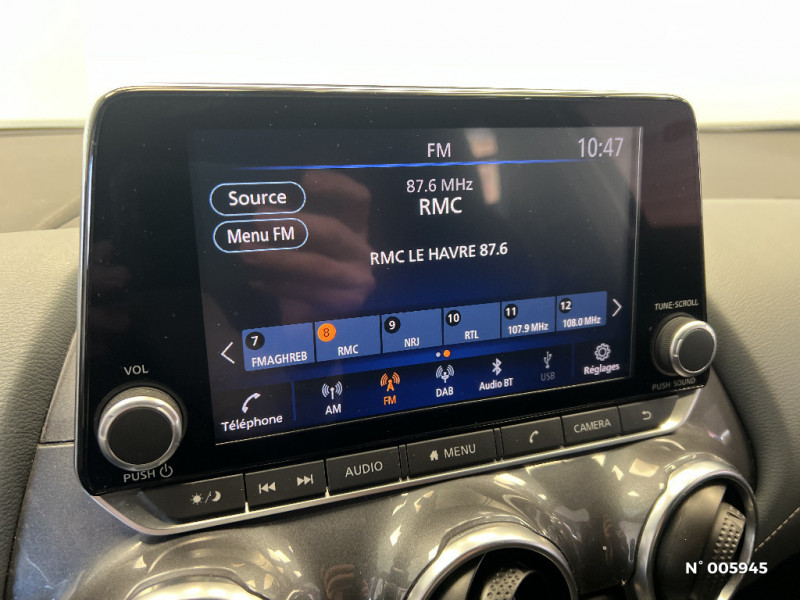 FM
10:47
Source
87.6 MHz
RMC
Menu FM
RMC LE HAVRE 87.6
7
FMAGHREB
8
RMC
9
NRJ
10
RTL
11
107.9 MHz
12
108.0 MHz
Téléphone
AM
FM
DAB
Audio BT
USB
Réglages
VOL
PUSH
TUNE·SCROLL
PUSH SOUND
AUDIO
MENU
CAMERA
N° 005945